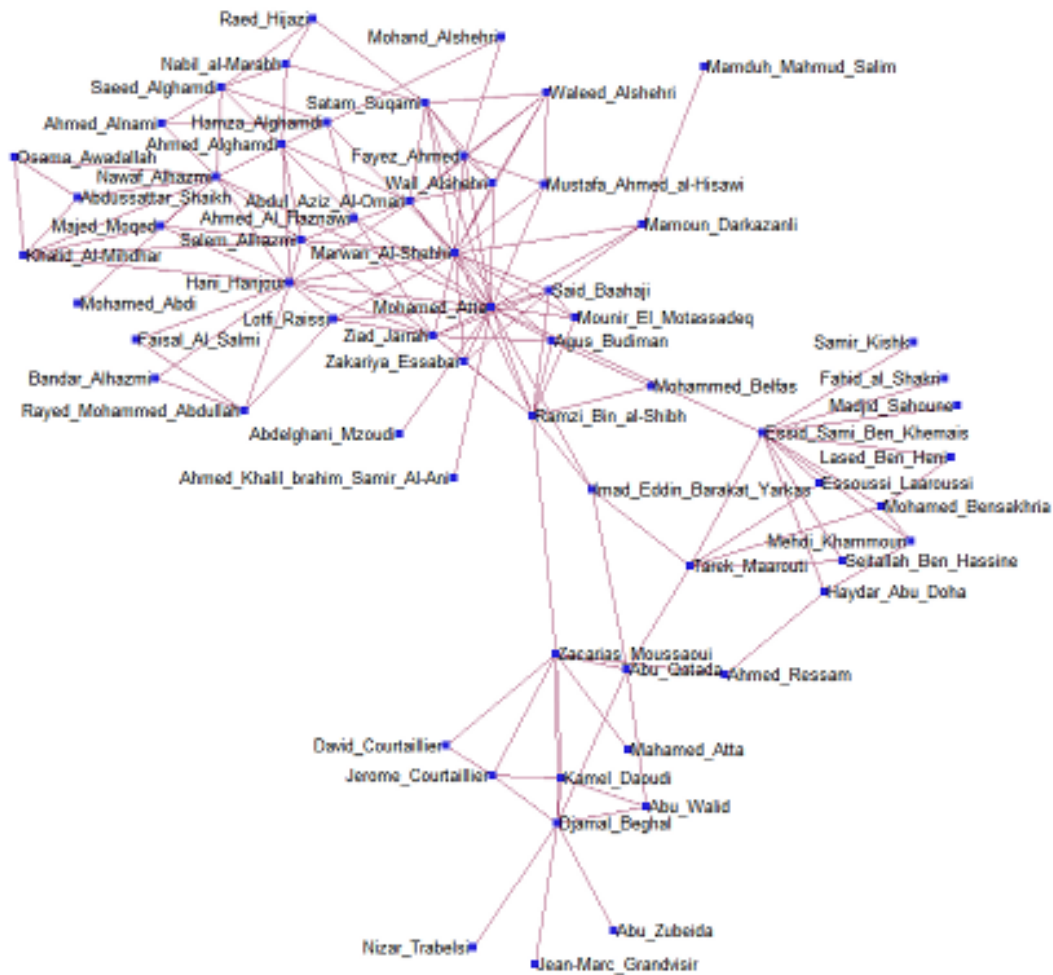 Raed_Hijazi
Mohand_Alshehri
Nabil_al-Marabh
Mamduh_Mahmud_Salim
Saeed_Alghamdi
Waleed_Alshehri
Satam_Suqami
Ahmed_Alnami
Hamza_Alghamdi
Ahmed_Alghamdi
Osama_Awadallah
Fayez_Ahmed
Nawaf_Alhazmi
Wail_Alshehri
Mustafa_Ahmed_al-Hisawi
Abdussattar_Shaikh
Abdul_Aziz_Al-Omari
Ahmed_Al_Haznawi
Majed_Moqed
Mamoun_Darkazanli
Salem_Alhazmi
Khalid_Al-Mihdhar
Marwan_Al-Shehhi
Hani_Hanjour
Said_Baahaji
Mohamed_Abdi
Mohamed_Atta
Lotfi_Raissi
Mounir_El_Motassadeq
Faisal_Al_Salmi
Ziad_Jarrah
Agus_Budiman
Samir_Kishk
Zakariya_Essabar
Bandar_Alhazmi
Fahid_al_Shakri
Mohammed_Belfas
Madjid_Sahoune
Rayed_Mohammed_Abdullah
Ramzi_Bin_al-Shibh
Essid_Sami_Ben_Khemais
Abdelghani_Mzoudi
Lased_Ben_Heni
Ahmed_Khalil_Ibrahim_Samir_Al-Ani
Essoussi_Laaroussi
Imad_Eddin_Barakat_Yarkas
Mohamed_Bensakhria
Mehdi_Khammoun
Seifallah_Ben_Hassine
Tarek_Maaroufi
Haydar_Abu_Doha
Zacarias_Moussaoui
Abu_Qatada
Ahmed_Ressam
David_Courtaillier
Mahamed_Atta
Jerome_Courtaillier
Kamel_Daoudi
Abu_Walid
Djamal_Beghal
Abu_Zubeida
Nizar_Trabelsi
Jean-Marc_Grandvisir